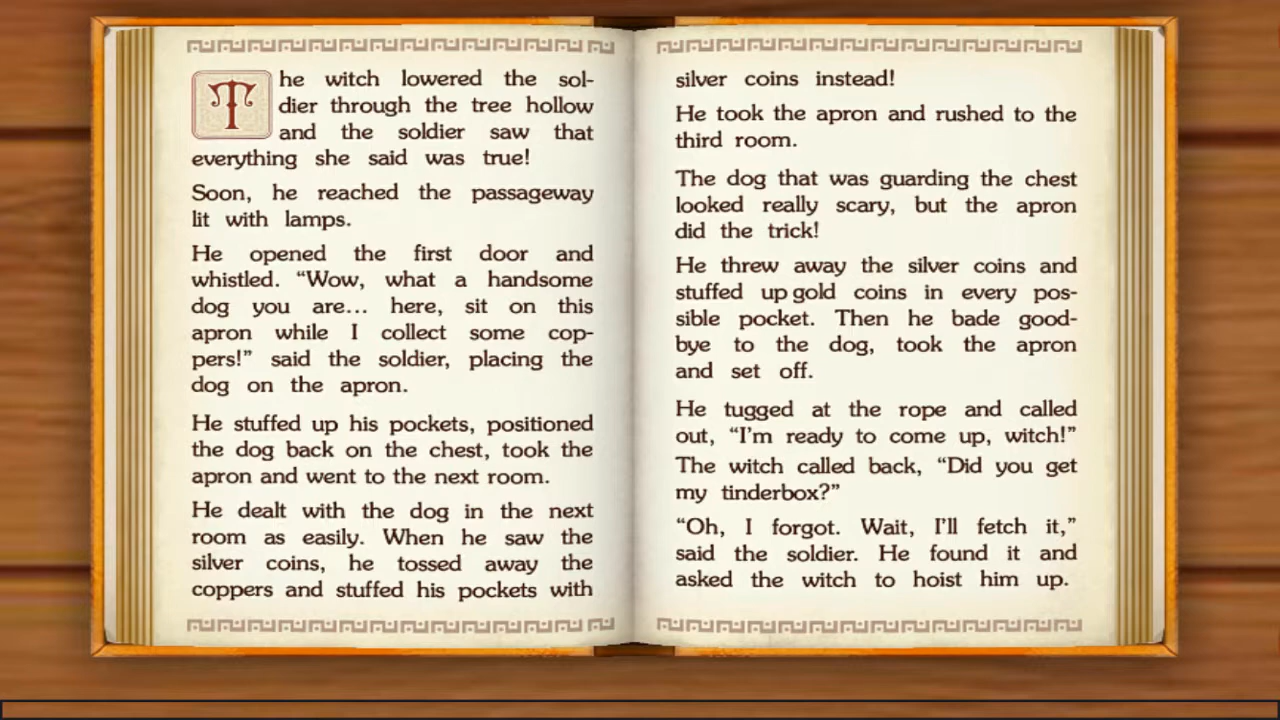 The witch lowered the sol-
dier through the tree hollow
and the soldier saw that
everything she said was true!
Soon, he reached the passageway
lit with lamps.
He opened the first door and
whistled. “Wow, what a handsome
dog you are... here, sit on this
apron while I collect some cop-
pers!” said the soldier, placing the
dog on the apron.
He stuffed up his pockets, positioned
the dog back on the chest, took the
apron and went to the next room.
He dealt with the dog in the next
room as easily. When he saw the
silver coins, he tossed away the
coppers and stuffed his pockets with
silver coins instead!
He took the apron and rushed to the
third room.
The dog that was guarding the chest
looked really scary, but the apron
did the trick!
He threw away the silver coins and
stuffed up gold coins in every pos-
sible pocket. Then he bade good-
bye to the dog, took the apron
and set off.
He tugged at the rope and called
out, “I’m ready to come up, witch!”
The witch called back, “Did you get
my tinderbox?”
“Oh, I forgot. Wait, I’ll fetch it,”
said the soldier. He found it and
asked the witch to hoist him up.